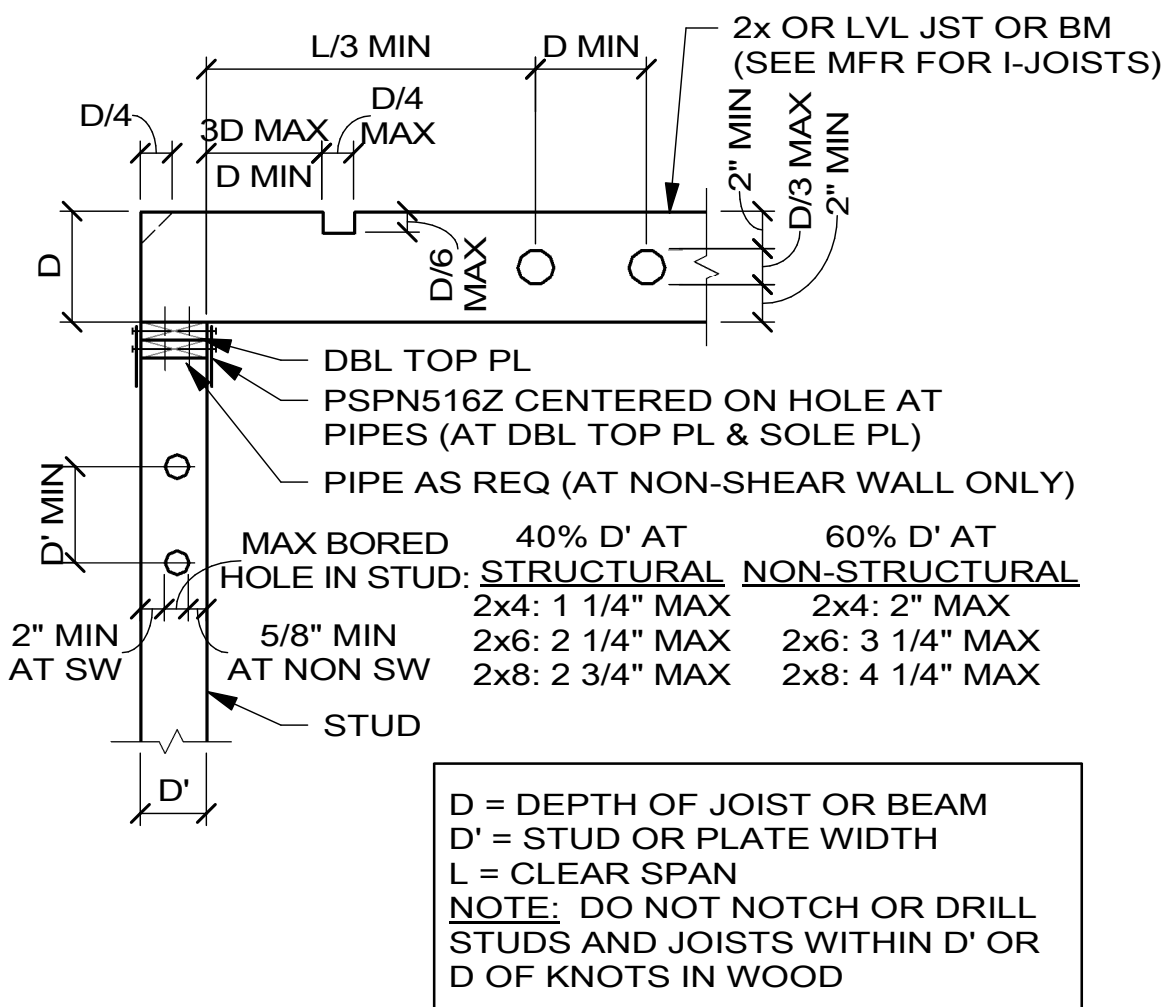 2x OR LVL JST OR BM
(SEE MFR FOR I-JOISTS)
L/3 MIN
D MIN
D/4
3D MAX
D MIN
D/4
MAX
2" MIN
D/3 MAX
2" MIN
D
D/6
MAX
DBL TOP PL
PSPN516Z CENTERED ON HOLE AT
PIPES (AT DBL TOP PL & SOLE PL)
PIPE AS REQ (AT NON-SHEAR WALL ONLY)
D' MIN
MAX BORED
HOLE IN STUD:
40% D' AT
STRUCTURAL
2x4: 1 1/4" MAX
2x6: 2 1/4" MAX
2x8: 2 3/4" MAX
60% D' AT
NON-STRUCTURAL
2x4: 2" MAX
2x6: 3 1/4" MAX
2x8: 4 1/4" MAX
2" MIN
AT SW
5/8" MIN
AT NON SW
STUD
D'
D = DEPTH OF JOIST OR BEAM
D' = STUD OR PLATE WIDTH
L = CLEAR SPAN
NOTE: DO NOT NOTCH OR DRILL
STUDS AND JOISTS WITHIN D' OR
D OF KNOTS IN WOOD